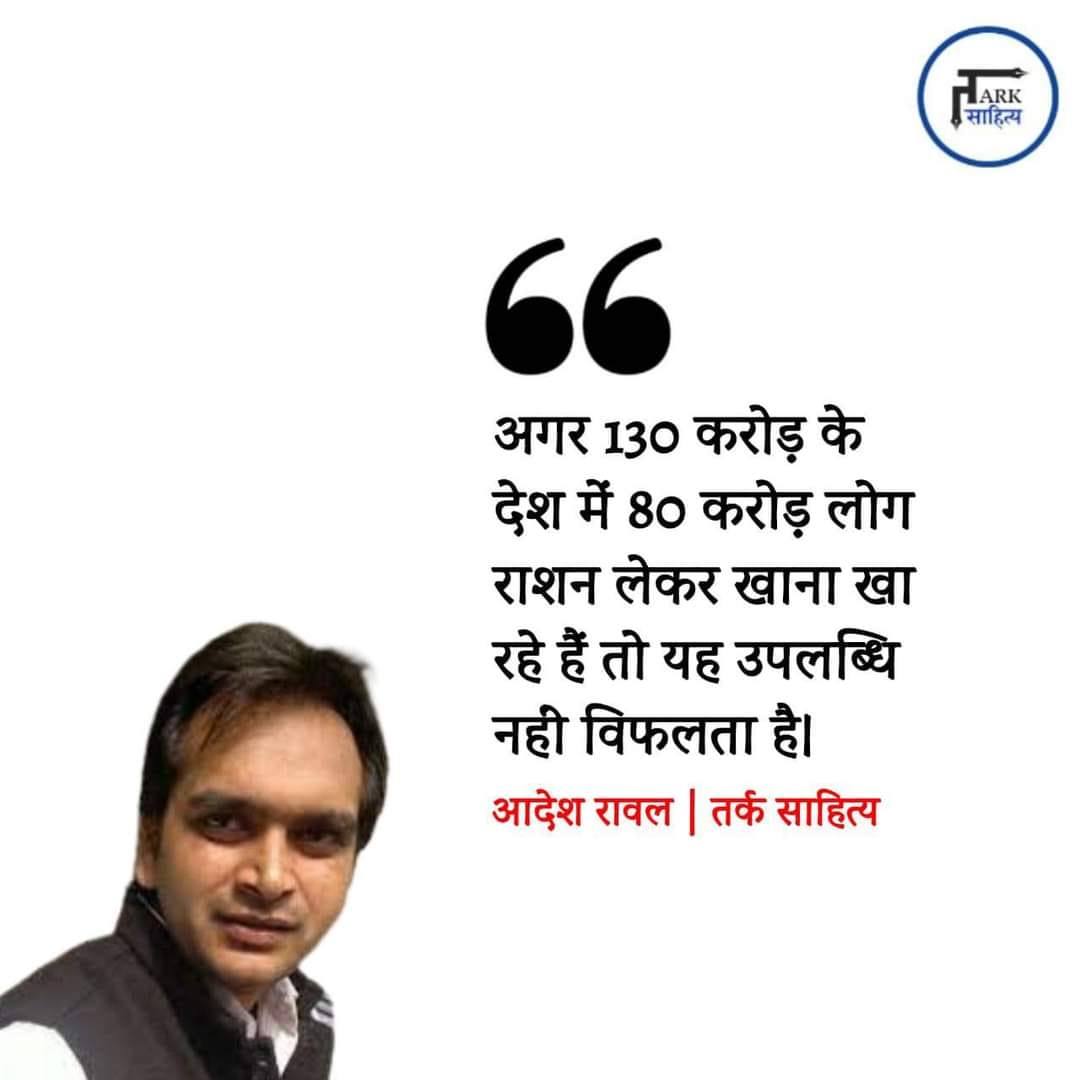 ARK
साहित्य
अगर 130 करोड़ के
देश में 80 करोड़ लोग
राशन लेकर खाना खा
रहे हैं तो यह उपलब्धि
नही विफलता है।
आदेश रावल | तर्क साहित्य